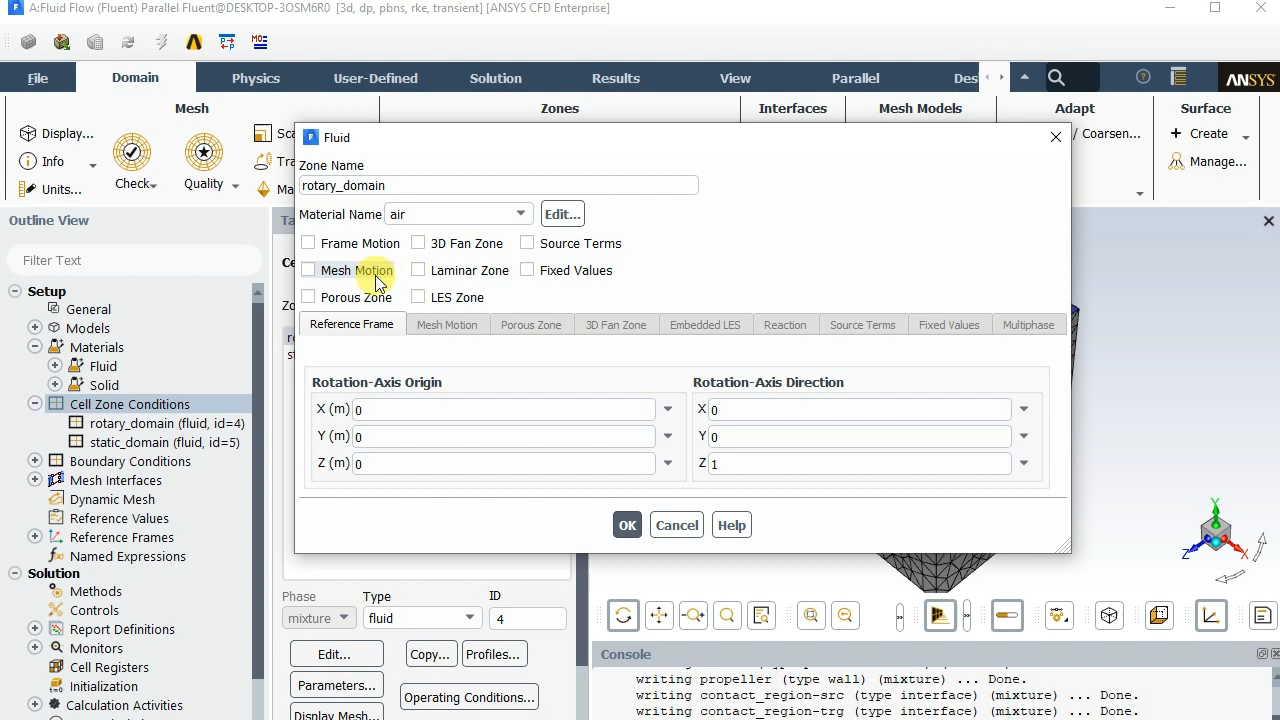 A:Fluid Flow (Fluent) Parallel Fluent@DESKTOP-3OSM6R0 [3d, dp, pbns, rke, transient] [ANSYS CFD Enterprise]
File Domain Physics User-Defined Solution Results View Parallel Des ANSYS
Mesh Zones Interfaces Mesh Models Adapt Surface
Display... Sca / Coarsen... + Create
Info Tra Manage...
Units... Check Quality Ma
Outline View Ta
Filter Text
Setup
General
Models
Materials
Fluid
Solid
Cell Zone Conditions
rotary_domain (fluid, id=4)
static_domain (fluid, id=5)
Boundary Conditions
Mesh Interfaces
Dynamic Mesh
Reference Values
Reference Frames
Named Expressions
Solution
Methods
Controls
Report Definitions
Monitors
Cell Registers
Initialization
Calculation Activities
Fluid
Zone Name
rotary_domain
Material Name air Edit...
Frame Motion 3D Fan Zone Source Terms
Mesh Motion Laminar Zone Fixed Values
Porous Zone LES Zone
Reference Frame Mesh Motion Porous Zone 3D Fan Zone Embedded LES Reaction Source Terms Fixed Values Multiphase
Rotation-Axis Origin Rotation-Axis Direction
X (m) 0 X 0
Y (m) 0 Y 0
Z (m) 0 Z 1
OK Cancel Help
Phase Type ID
mixture fluid 4
Edit... Copy... Profiles...
Parameters... Operating Conditions...
Display Mesh...
Y
Z X
Console
writing propeller (type wall) (mixture) ... Done.
writing contact_region-src (type interface) (mixture) ... Done.
writing contact_region-trg (type interface) (mixture) ... Done.